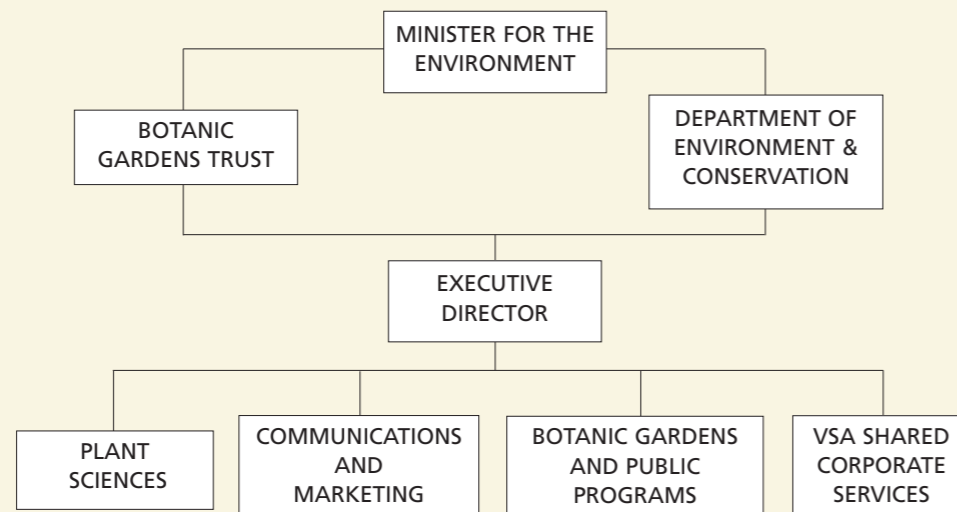 MINISTER FOR THE
ENVIRONMENT
BOTANIC
GARDENS TRUST
DEPARTMENT OF
ENVIRONMENT &
CONSERVATION
EXECUTIVE
DIRECTOR
PLANT
SCIENCES
COMMUNICATIONS
AND
MARKETING
BOTANIC GARDENS
AND PUBLIC
PROGRAMS
VSA SHARED
CORPORATE
SERVICES